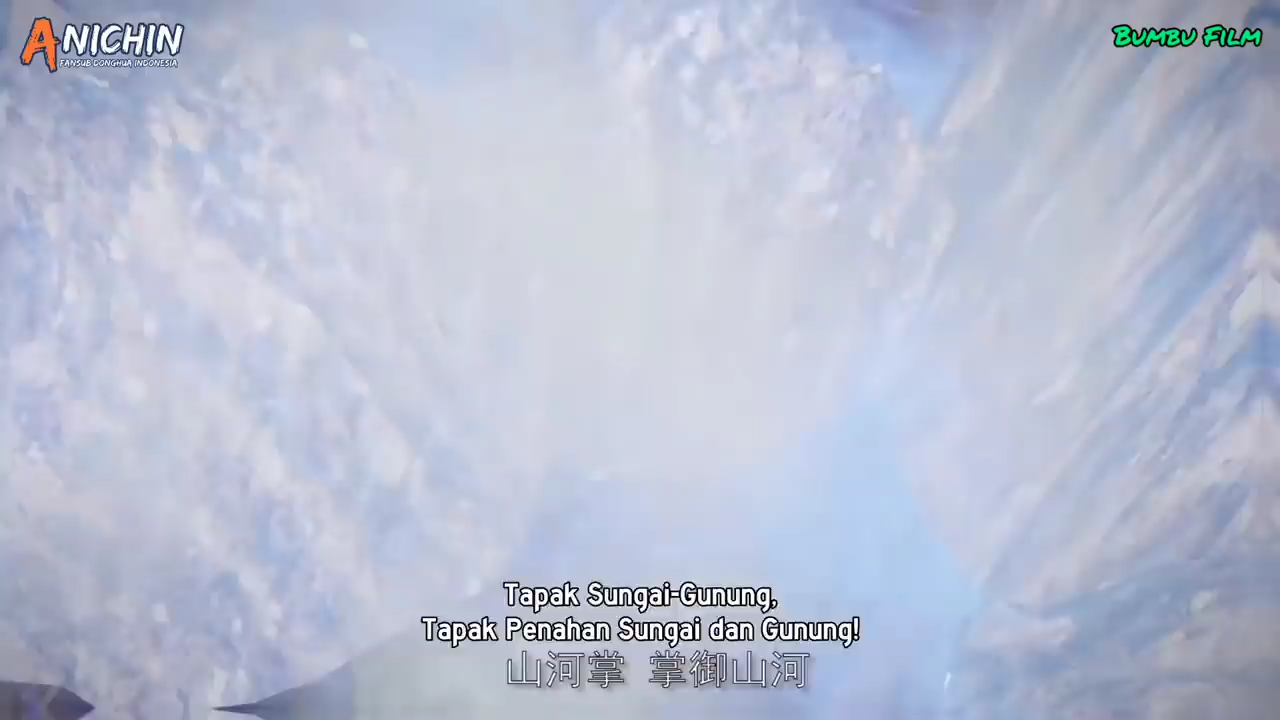 ANICHIN
FANSUB DONGHUA INDONESIA
Bumbu Film
Tapak Sungai-Gunung,
Tapak Penahan Sungai dan Gunung!
山河掌 掌御山河